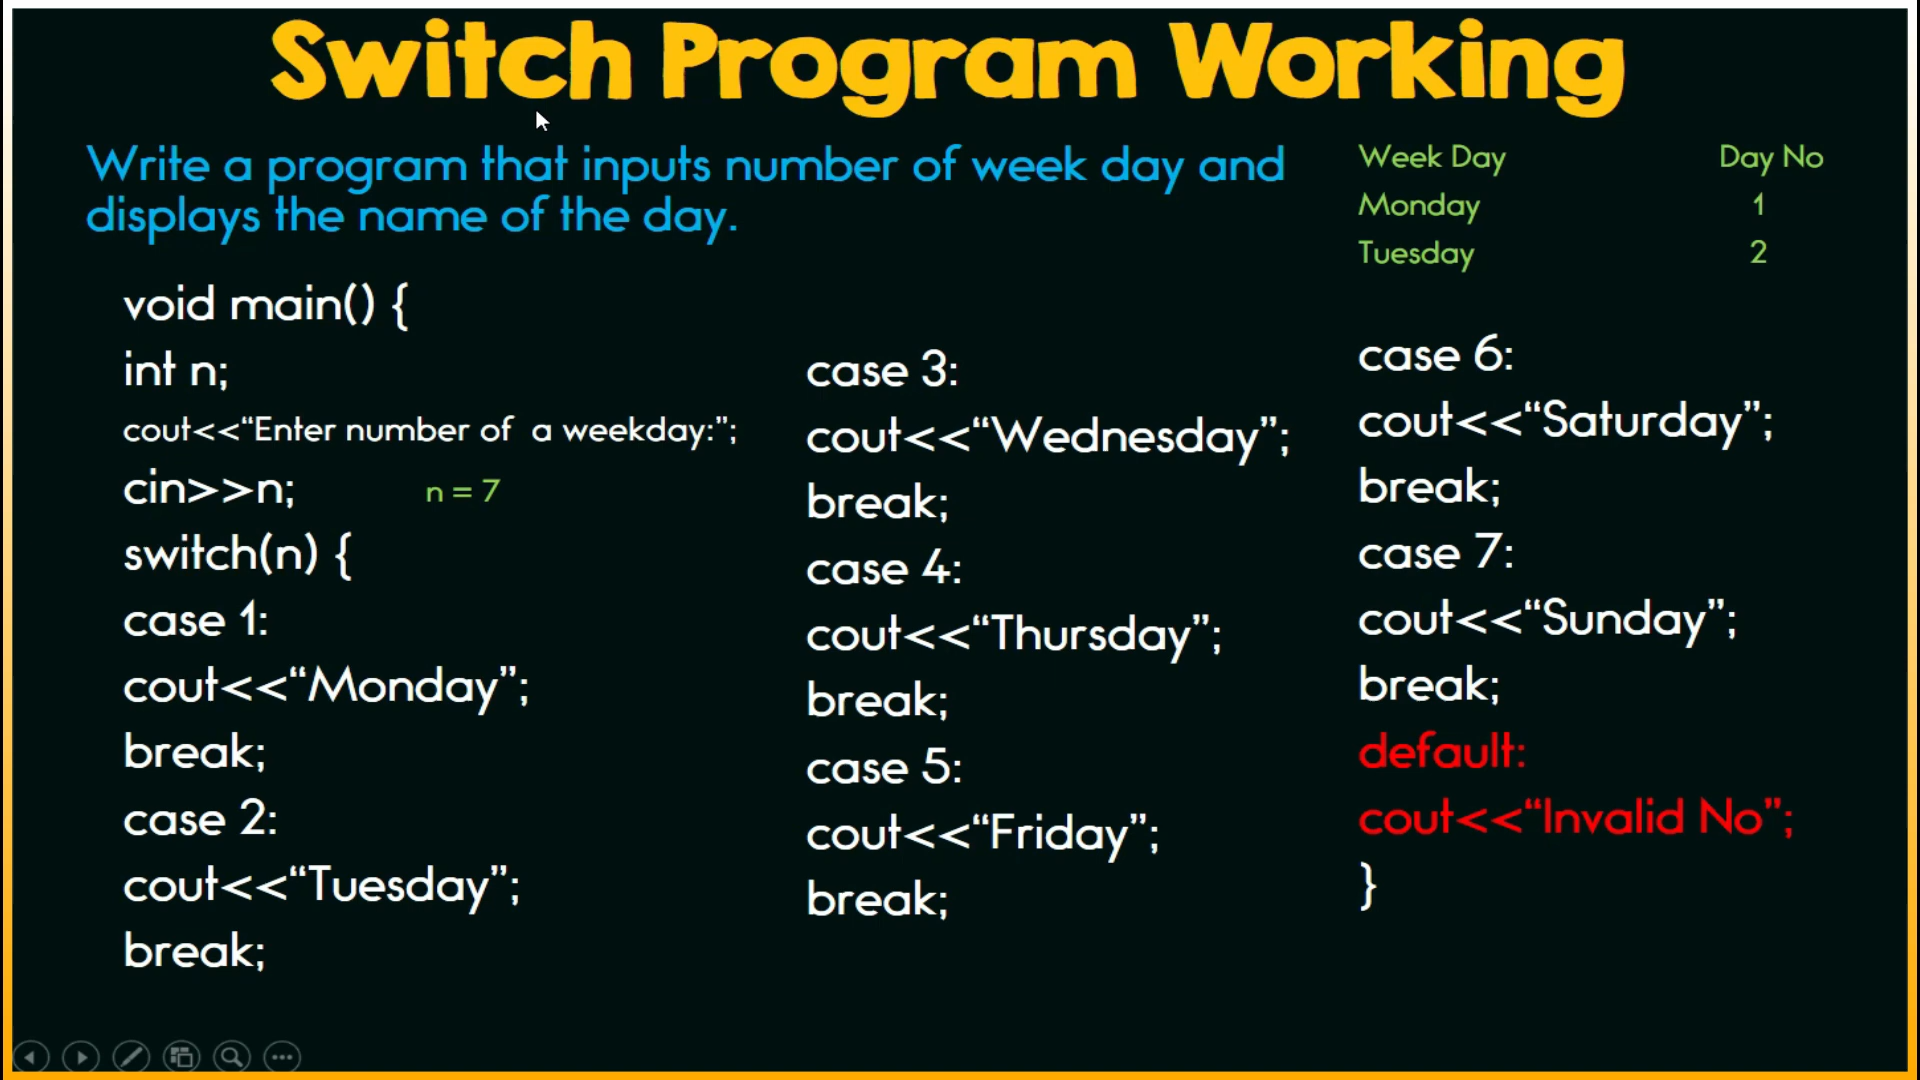 Switch Program Working
Write a program that inputs number of week day and
displays the name of the day.
Week Day Day No
Monday 1
Tuesday 2
void main() {
int n;
cout<<“Enter number of a weekday:”;
cin>>n; n = 7
switch(n) {
case 1:
cout<<“Monday”;
break;
case 2:
cout<<“Tuesday”;
break;
case 3:
cout<<“Wednesday”;
break;
case 4:
cout<<“Thursday”;
break;
case 5:
cout<<“Friday”;
break;
case 6:
cout<<“Saturday”;
break;
case 7:
cout<<“Sunday”;
break;
default:
cout<<“Invalid No”;
}